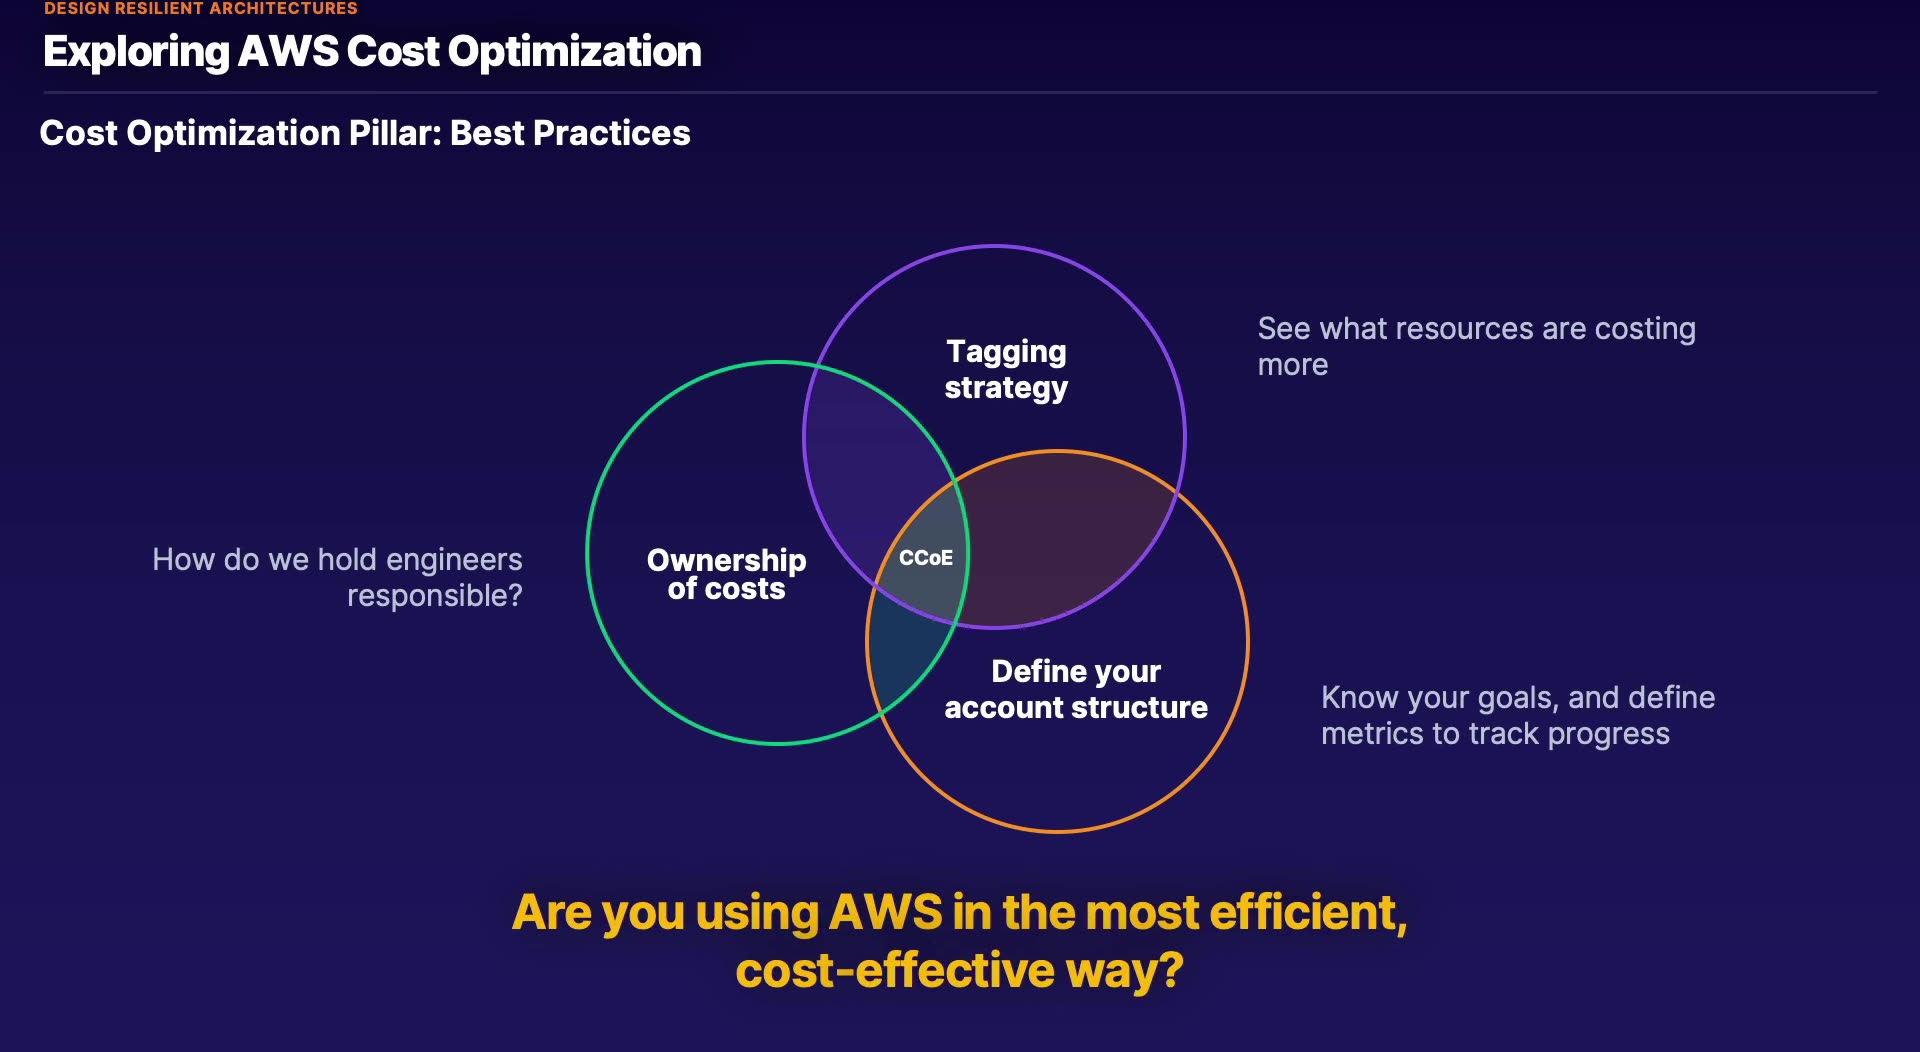 DESIGN RESILIENT ARCHITECTURES
Exploring AWS Cost Optimization
Cost Optimization Pillar: Best Practices
Tagging
strategy
See what resources are costing
more
How do we hold engineers
responsible?
Ownership
of costs
CCoE
Define your
account structure
Know your goals, and define
metrics to track progress
Are you using AWS in the most efficient,
cost-effective way?